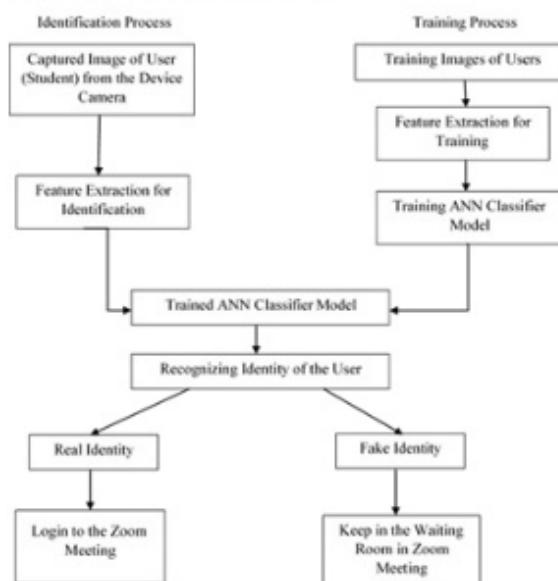 Identification Process
Training Process
Captured Image of User
(Student) from the Device
Camera
Training Images of Users
Feature Extraction for
Training
Feature Extraction for
Identification
Training ANN Classifier
Model
Trained ANN Classifier Model
Recognizing Identity of the User
Real Identity
Fake Identity
Login to the Zoom
Meeting
Keep in the Waiting
Room in Zoom
Meeting